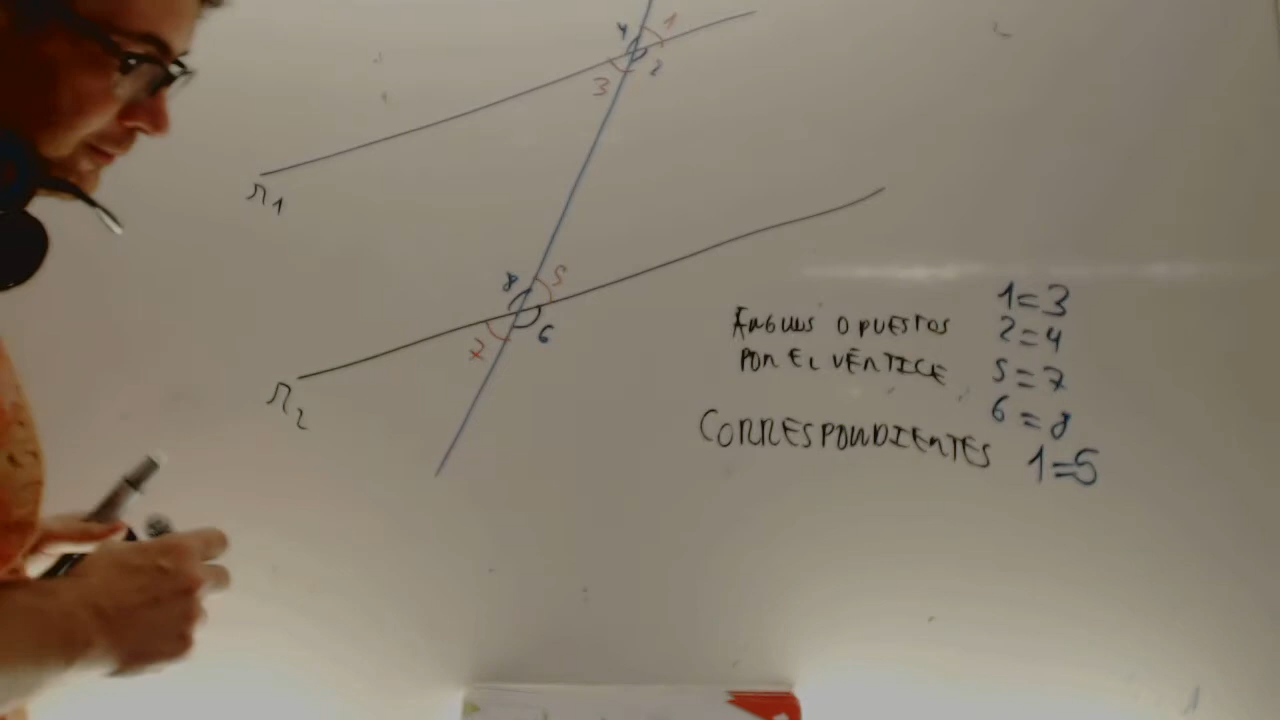 4 1
3 2
r1
8 5
7 6
r2
ÁNGULOS OPUESTOS
POR EL VÉRTICE
1=3
2=4
5=7
6=8
CORRESPONDIENTES 1=5